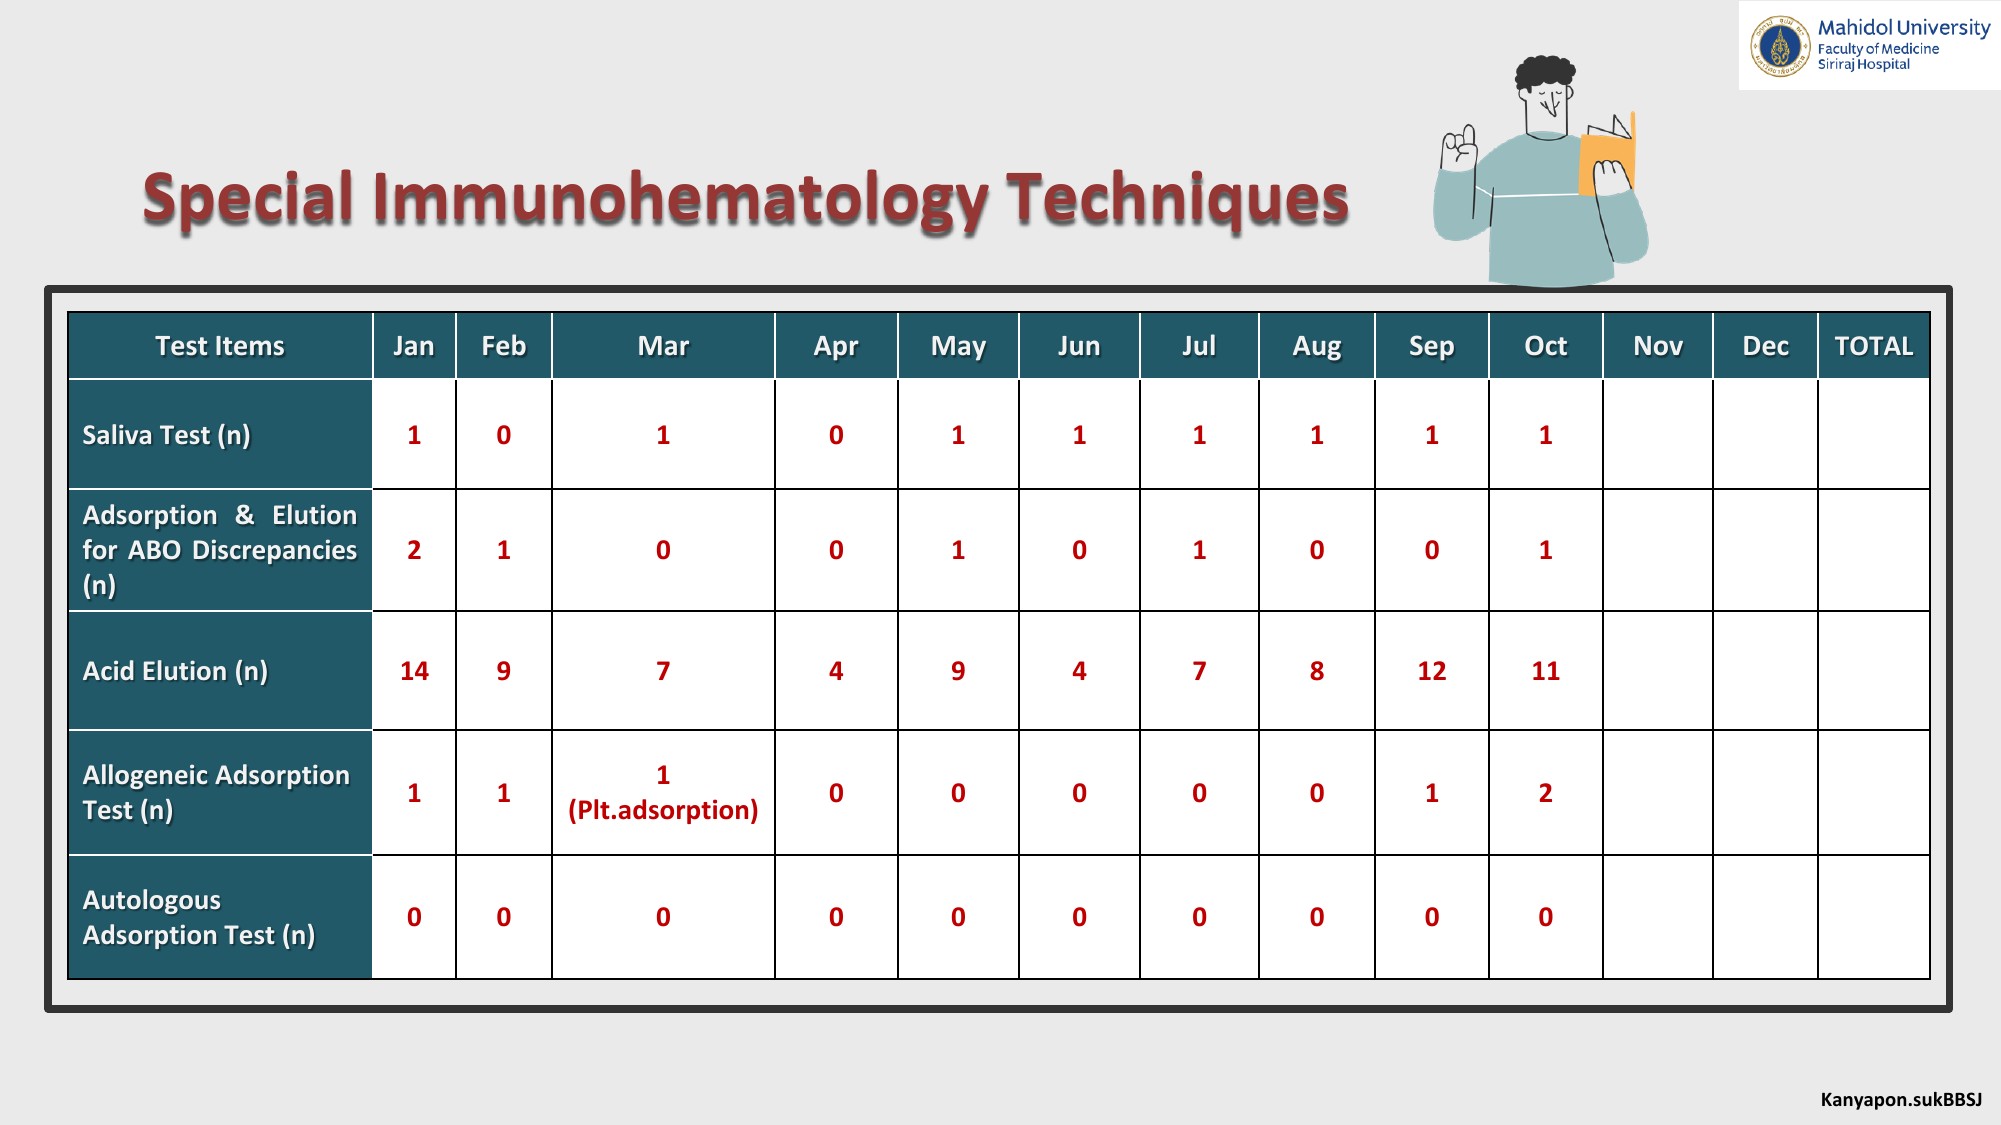 Mahidol University
Faculty of Medicine
Siriraj Hospital
Special Immunohematology Techniques
Test Items Jan Feb Mar Apr May Jun Jul Aug Sep Oct Nov Dec TOTAL
Saliva Test (n) 1 0 1 0 1 1 1 1 1 1
Adsorption & Elution
for ABO Discrepancies
(n)
2 1 0 0 1 0 1 0 0 1
Acid Elution (n) 14 9 7 4 9 4 7 8 12 11
Allogeneic Adsorption
Test (n)
1 1 1
(Plt.adsorption)
0 0 0 0 0 1 2
Autologous
Adsorption Test (n)
0 0 0 0 0 0 0 0 0 0
Kanyapon.sukBBSJ